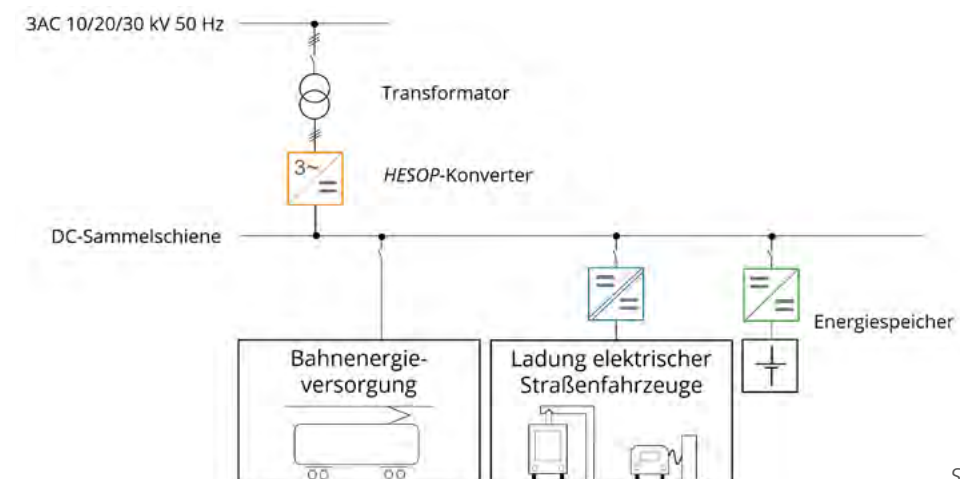 3AC 10/20/30 kV 50 Hz
Transformator
3~
HESOP-Konverter
DC-Sammelschiene
Energiespeicher
Bahnenergie-
versorgung
Ladung elektrischer
Straßenfahrzeuge
S